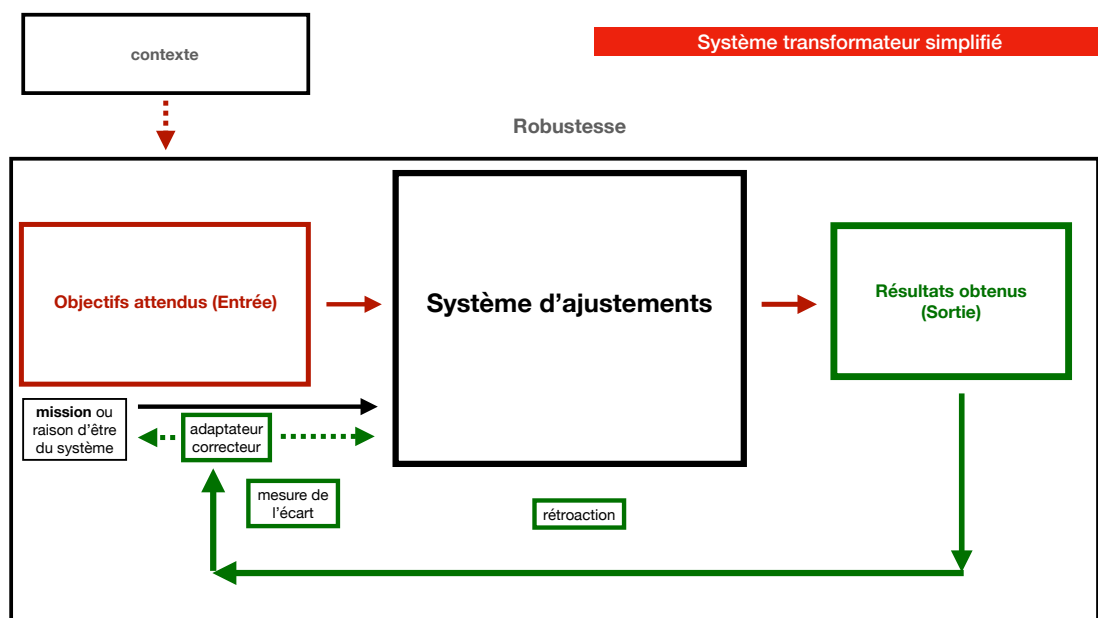 contexte
Système transformateur simplifié
Robustesse
Objectifs attendus (Entrée)
Système d’ajustements
Résultats obtenus
(Sortie)
mission ou
raison d’être
du système
adaptateur
correcteur
mesure de
l’écart
rétroaction